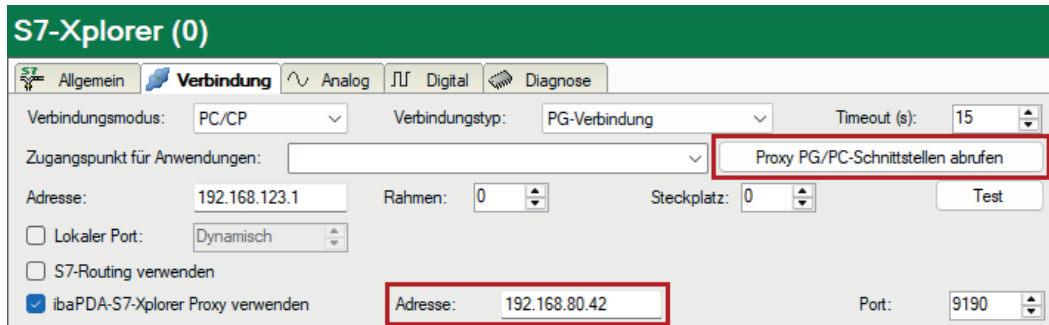 S7-Xplorer (0)
S7 Allgemein Verbindung Analog Digital Diagnose
Verbindungsmodus: PC/CP Verbindungstyp: PG-Verbindung Timeout (s): 15
Zugangspunkt für Anwendungen: Proxy PG/PC-Schnittstellen abrufen
Adresse: 192.168.123.1 Rahmen: 0 Steckplatz: 0 Test
Lokaler Port: Dynamisch
S7-Routing verwenden
ibaPDA-S7-Xplorer Proxy verwenden Adresse: 192.168.80.42 Port: 9190